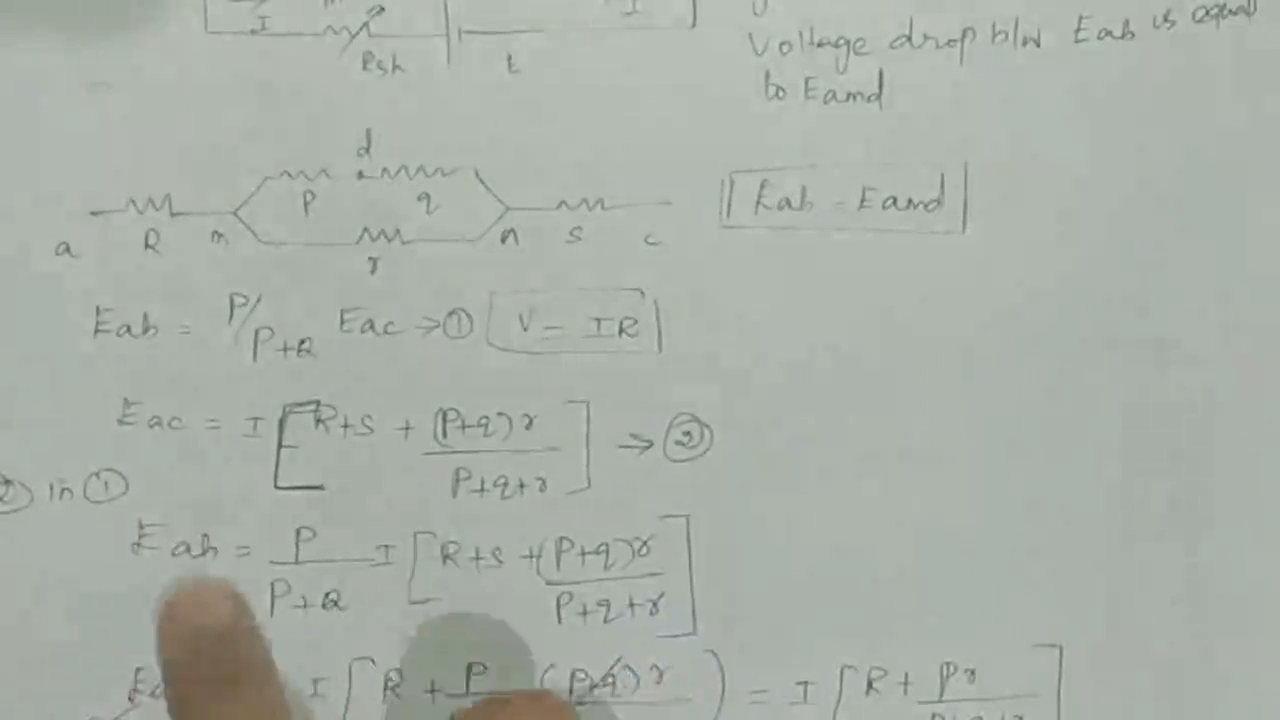 I
I
Rsh
t
Voltage drop b/w Eab is equal
to Eamd
d
P q
a R m n S c
r
Eab = Eamd
Eab = P/P+Q Eac → ① V = IR
Eac = I [R+S + (P+q)r / P+q+r] → ②
② in ①
Eab = P / P+Q I [R+S + (P+q)r / P+q+r]
I [R + P (P+q)r ) = I [R + Pr ]